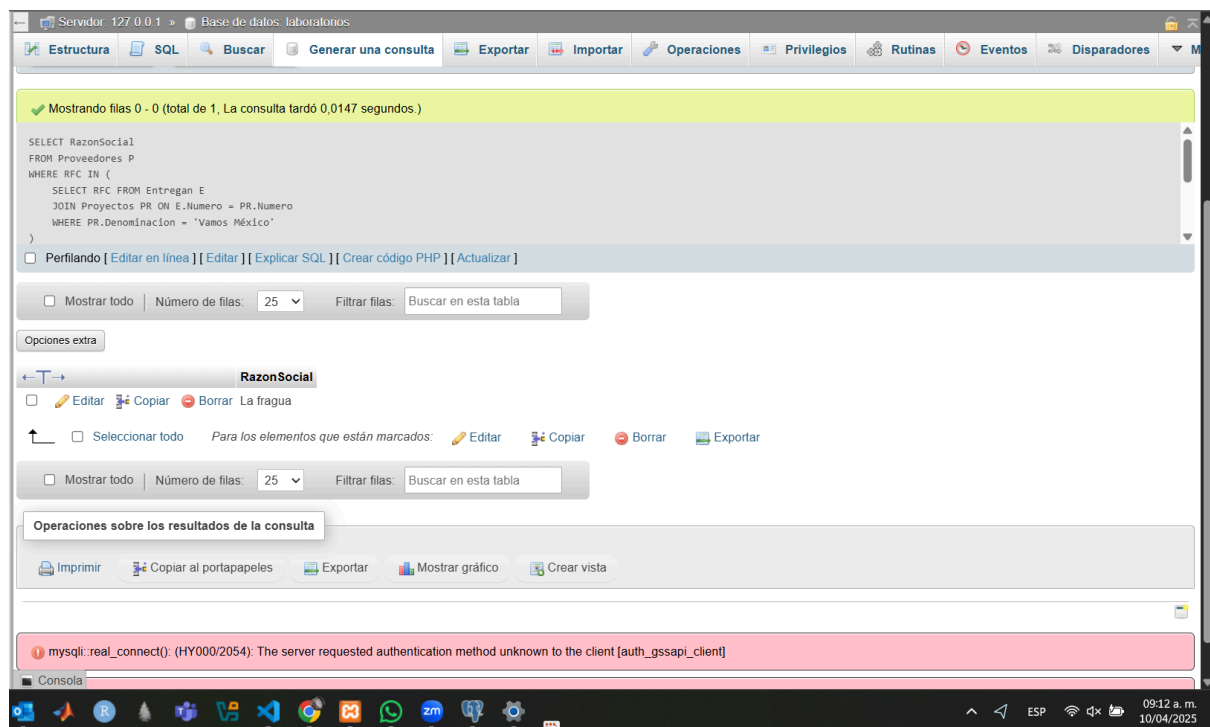 Servidor: 127.0.0.1 » Base de datos: laboratorios
Estructura SQL Buscar Generar una consulta Exportar Importar Operaciones Privilegios Rutinas Eventos Disparadores M
Mostrando filas 0 - 0 (total de 1, La consulta tardó 0,0147 segundos.)
SELECT RazonSocial
FROM Proveedores P
WHERE RFC IN (
SELECT RFC FROM Entregan E
JOIN Proyectos PR ON E.Numero = PR.Numero
WHERE PR.Denominacion = 'Vamos México'
)
Perfilando [ Editar en línea ] [ Editar ] [ Explicar SQL ] [ Crear código PHP ] [ Actualizar ]
Mostrar todo | Número de filas: 25 Filtrar filas: Buscar en esta tabla
Opciones extra
←T→ RazonSocial
Editar Copiar Borrar La fragua
Seleccionar todo Para los elementos que están marcados: Editar Copiar Borrar Exportar
Mostrar todo | Número de filas: 25 Filtrar filas: Buscar en esta tabla
Operaciones sobre los resultados de la consulta
Imprimir Copiar al portapapeles Exportar Mostrar gráfico Crear vista
mysqli::real_connect(): (HY000/2054): The server requested authentication method unknown to the client [auth_gssapi_client]
Consola
R zm ESP 09:12 a. m.
10/04/2025